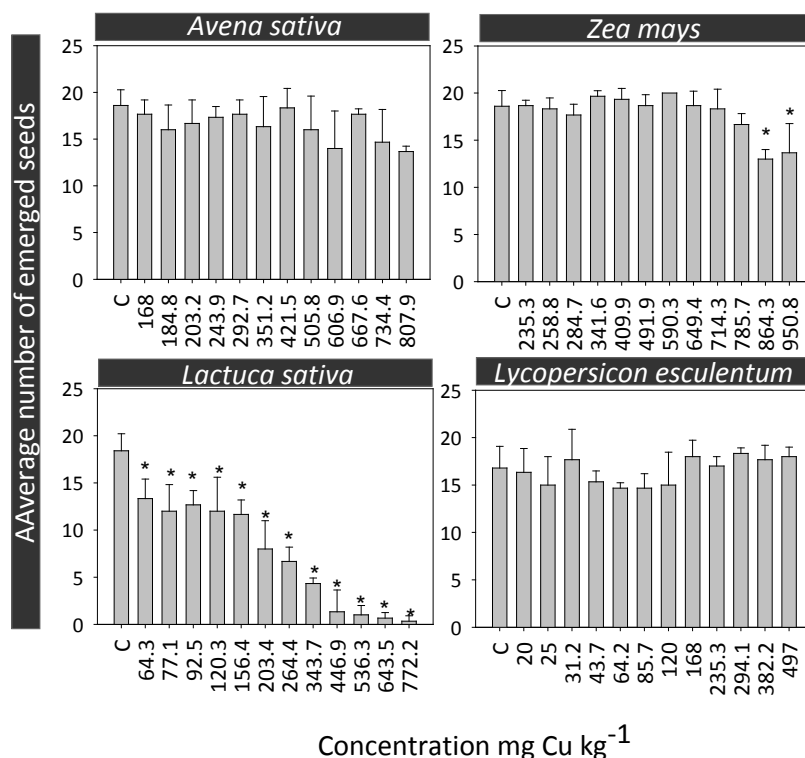 AAverage number of emerged seeds
Avena sativa
25
20
15
10
5
0
C 168 184.8 203.2 243.9 292.7 351.2 421.5 505.8 606.9 667.6 734.4 807.9
Zea mays
25
20
15
10
5
0
* *
C 235.3 258.8 284.7 341.6 409.9 491.9 590.3 649.4 714.3 785.7 864.3 950.8
Lactuca sativa
25
20
15
10
5
0
* * * * * * * * * * * *
C 64.3 77.1 92.5 120.3 156.4 203.4 264.4 343.7 446.9 536.3 643.5 772.2
Lycopersicon esculentum
25
20
15
10
5
0
C 20 25 31.2 43.7 64.2 85.7 120 168 235.3 294.1 382.2 497
Concentration mg Cu kg⁻¹